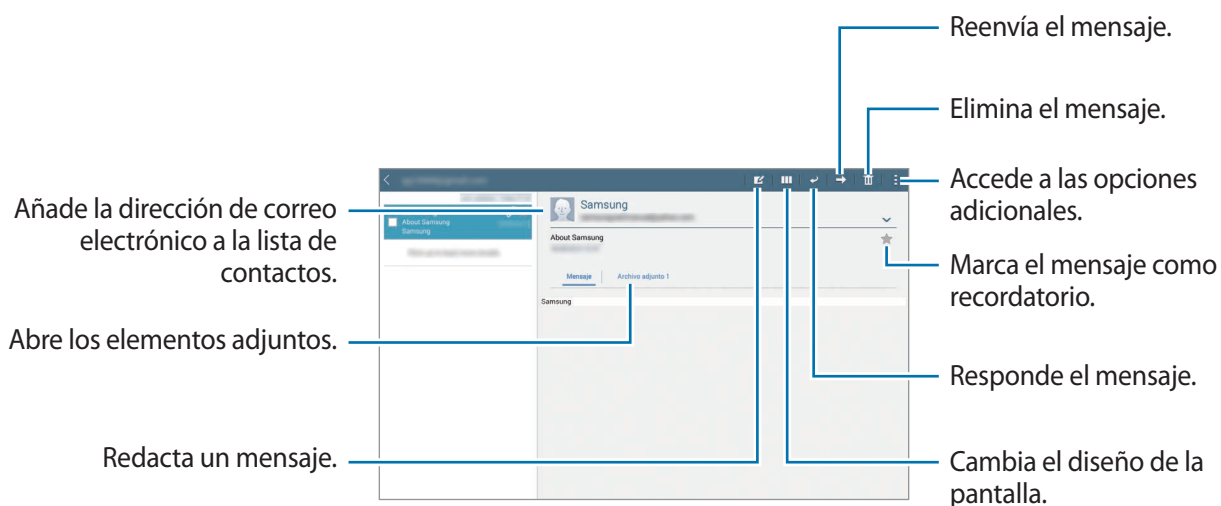 Reenvía el mensaje.
Elimina el mensaje.
Accede a las opciones
adicionales.
Marca el mensaje como
recordatorio.
Responde el mensaje.
Cambia el diseño de la
pantalla.
Añade la dirección de correo
electrónico a la lista de
contactos.
Abre los elementos adjuntos.
Redacta un mensaje.
About Samsung
Samsung
Samsung
About Samsung
Mensaje Archivo adjunto 1
Samsung